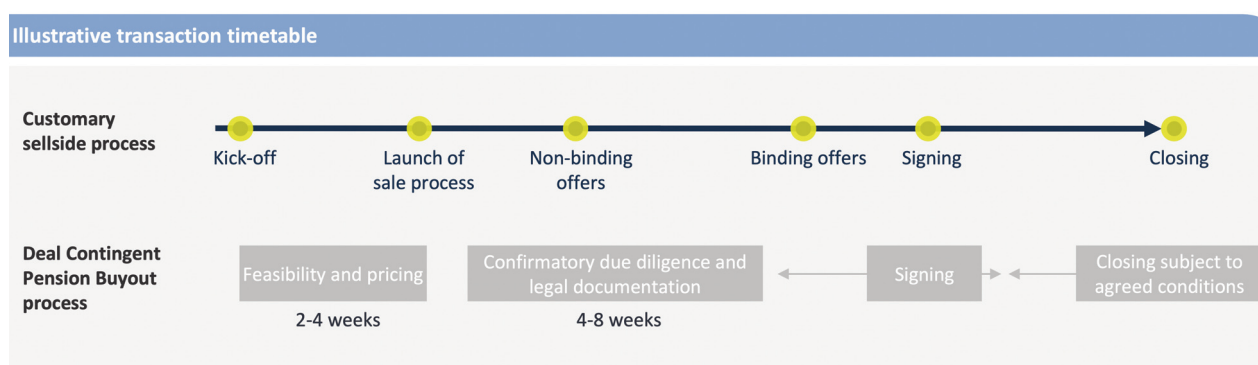 Illustrative transaction timetable
Customary
sellside process
Kick-off
Launch of
sale process
Non-binding
offers
Binding offers
Signing
Closing
Deal Contingent
Pension Buyout
process
Feasibility and pricing
2-4 weeks
Confirmatory due diligence and
legal documentation
4-8 weeks
Signing
Closing subject to
agreed conditions